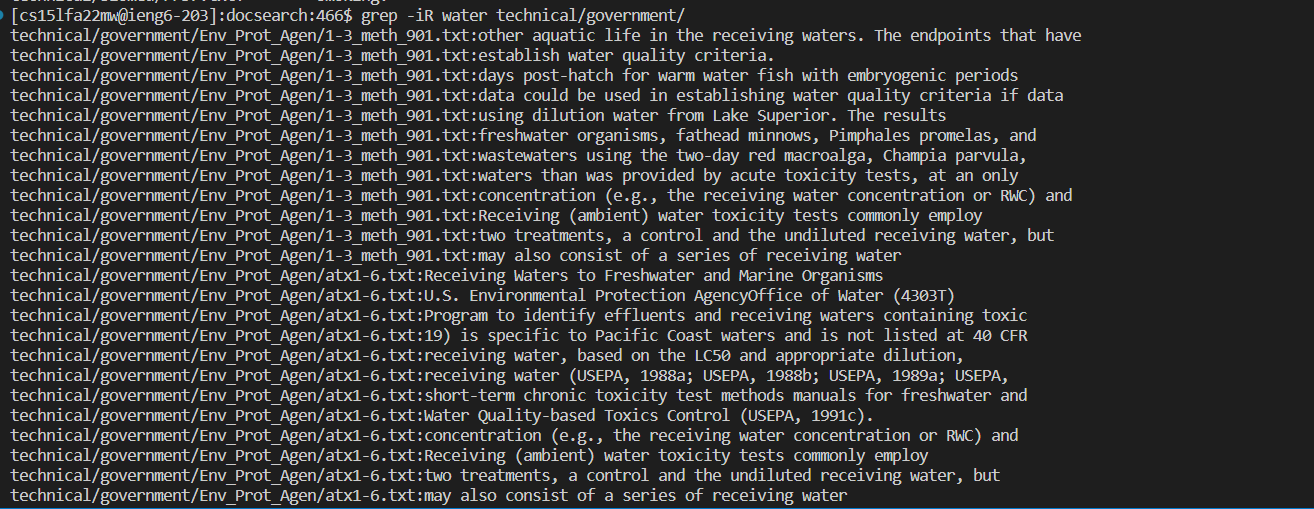 [cs15lfa22mw@ieng6-203]:docsearch:466$ grep -iR water technical/government/
technical/government/Env_Prot_Agen/1-3_meth_901.txt:other aquatic life in the receiving waters. The endpoints that have
technical/government/Env_Prot_Agen/1-3_meth_901.txt:establish water quality criteria.
technical/government/Env_Prot_Agen/1-3_meth_901.txt:days post-hatch for warm water fish with embryogenic periods
technical/government/Env_Prot_Agen/1-3_meth_901.txt:data could be used in establishing water quality criteria if data
technical/government/Env_Prot_Agen/1-3_meth_901.txt:using dilution water from Lake Superior. The results
technical/government/Env_Prot_Agen/1-3_meth_901.txt:freshwater organisms, fathead minnows, Pimphales promelas, and
technical/government/Env_Prot_Agen/1-3_meth_901.txt:wastewaters using the two-day red macroalga, Champia parvula,
technical/government/Env_Prot_Agen/1-3_meth_901.txt:waters than was provided by acute toxicity tests, at an only
technical/government/Env_Prot_Agen/1-3_meth_901.txt:concentration (e.g., the receiving water concentration or RWC) and
technical/government/Env_Prot_Agen/1-3_meth_901.txt:Receiving (ambient) water toxicity tests commonly employ
technical/government/Env_Prot_Agen/1-3_meth_901.txt:two treatments, a control and the undiluted receiving water, but
technical/government/Env_Prot_Agen/1-3_meth_901.txt:may also consist of a series of receiving water
technical/government/Env_Prot_Agen/atx1-6.txt:Receiving Waters to Freshwater and Marine Organisms
technical/government/Env_Prot_Agen/atx1-6.txt:U.S. Environmental Protection AgencyOffice of Water (4303T)
technical/government/Env_Prot_Agen/atx1-6.txt:Program to identify effluents and receiving waters containing toxic
technical/government/Env_Prot_Agen/atx1-6.txt:19) is specific to Pacific Coast waters and is not listed at 40 CFR
technical/government/Env_Prot_Agen/atx1-6.txt:receiving water, based on the LC50 and appropriate dilution,
technical/government/Env_Prot_Agen/atx1-6.txt:receiving water (USEPA, 1988a; USEPA, 1988b; USEPA, 1989a; USEPA,
technical/government/Env_Prot_Agen/atx1-6.txt:short-term chronic toxicity test methods manuals for freshwater and
technical/government/Env_Prot_Agen/atx1-6.txt:Water Quality-based Toxics Control (USEPA, 1991c).
technical/government/Env_Prot_Agen/atx1-6.txt:concentration (e.g., the receiving water concentration or RWC) and
technical/government/Env_Prot_Agen/atx1-6.txt:Receiving (ambient) water toxicity tests commonly employ
technical/government/Env_Prot_Agen/atx1-6.txt:two treatments, a control and the undiluted receiving water, but
technical/government/Env_Prot_Agen/atx1-6.txt:may also consist of a series of receiving water